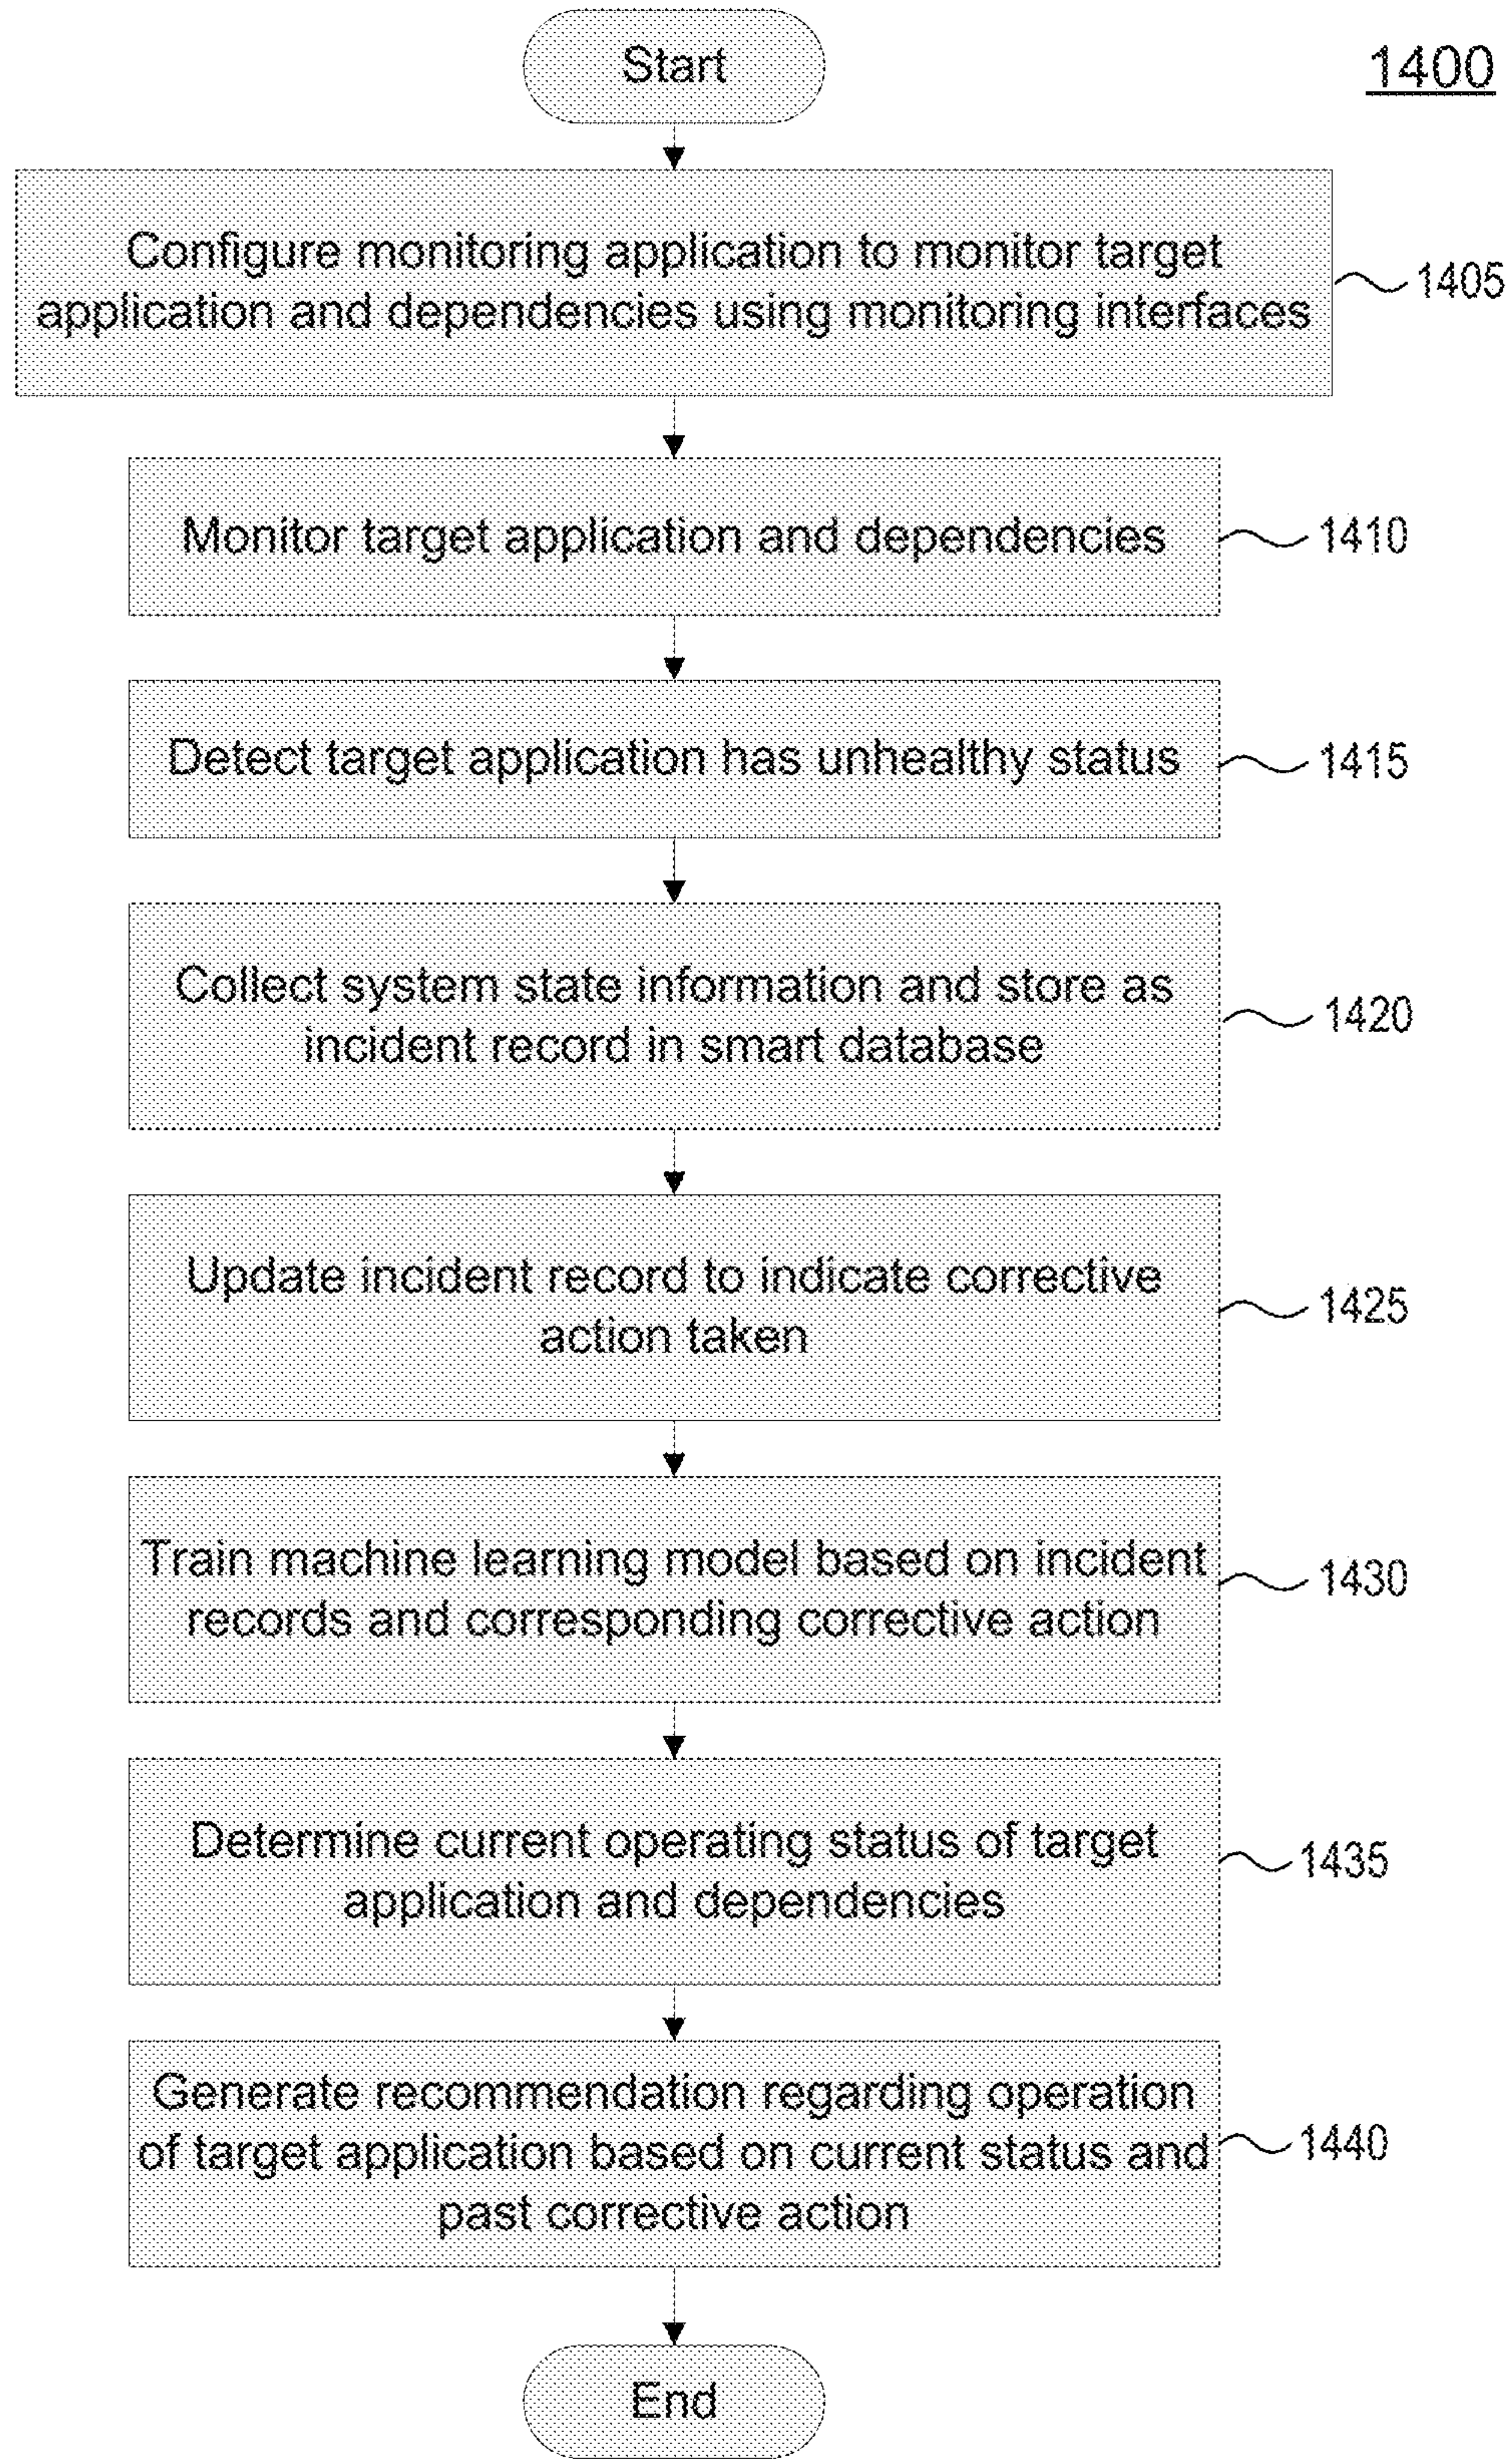 Start
1400
Configure monitoring application to monitor target
application and dependencies using monitoring interfaces
1405
Monitor target application and dependencies
1410
Detect target application has unhealthy status
1415
Collect system state information and store as
incident record in smart database
1420
Update incident record to indicate corrective
action taken
1425
Train machine learning model based on incident
records and corresponding corrective action
1430
Determine current operating status of target
application and dependencies
1435
Generate recommendation regarding operation
of target application based on current status and
past corrective action
1440
End